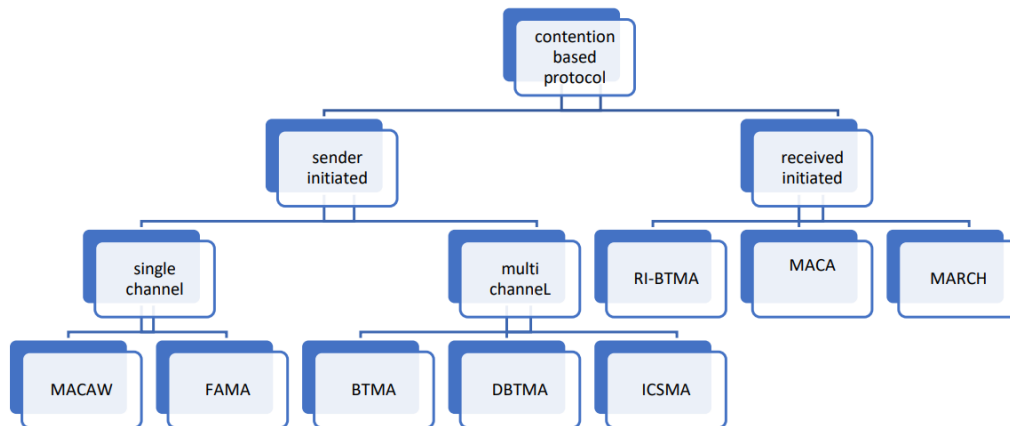 contention
based
protocol
sender
initiated
received
initiated
single
channel
multi
channeL
RI-BTMA
MACA
MARCH
MACAW
FAMA
BTMA
DBTMA
ICSMA